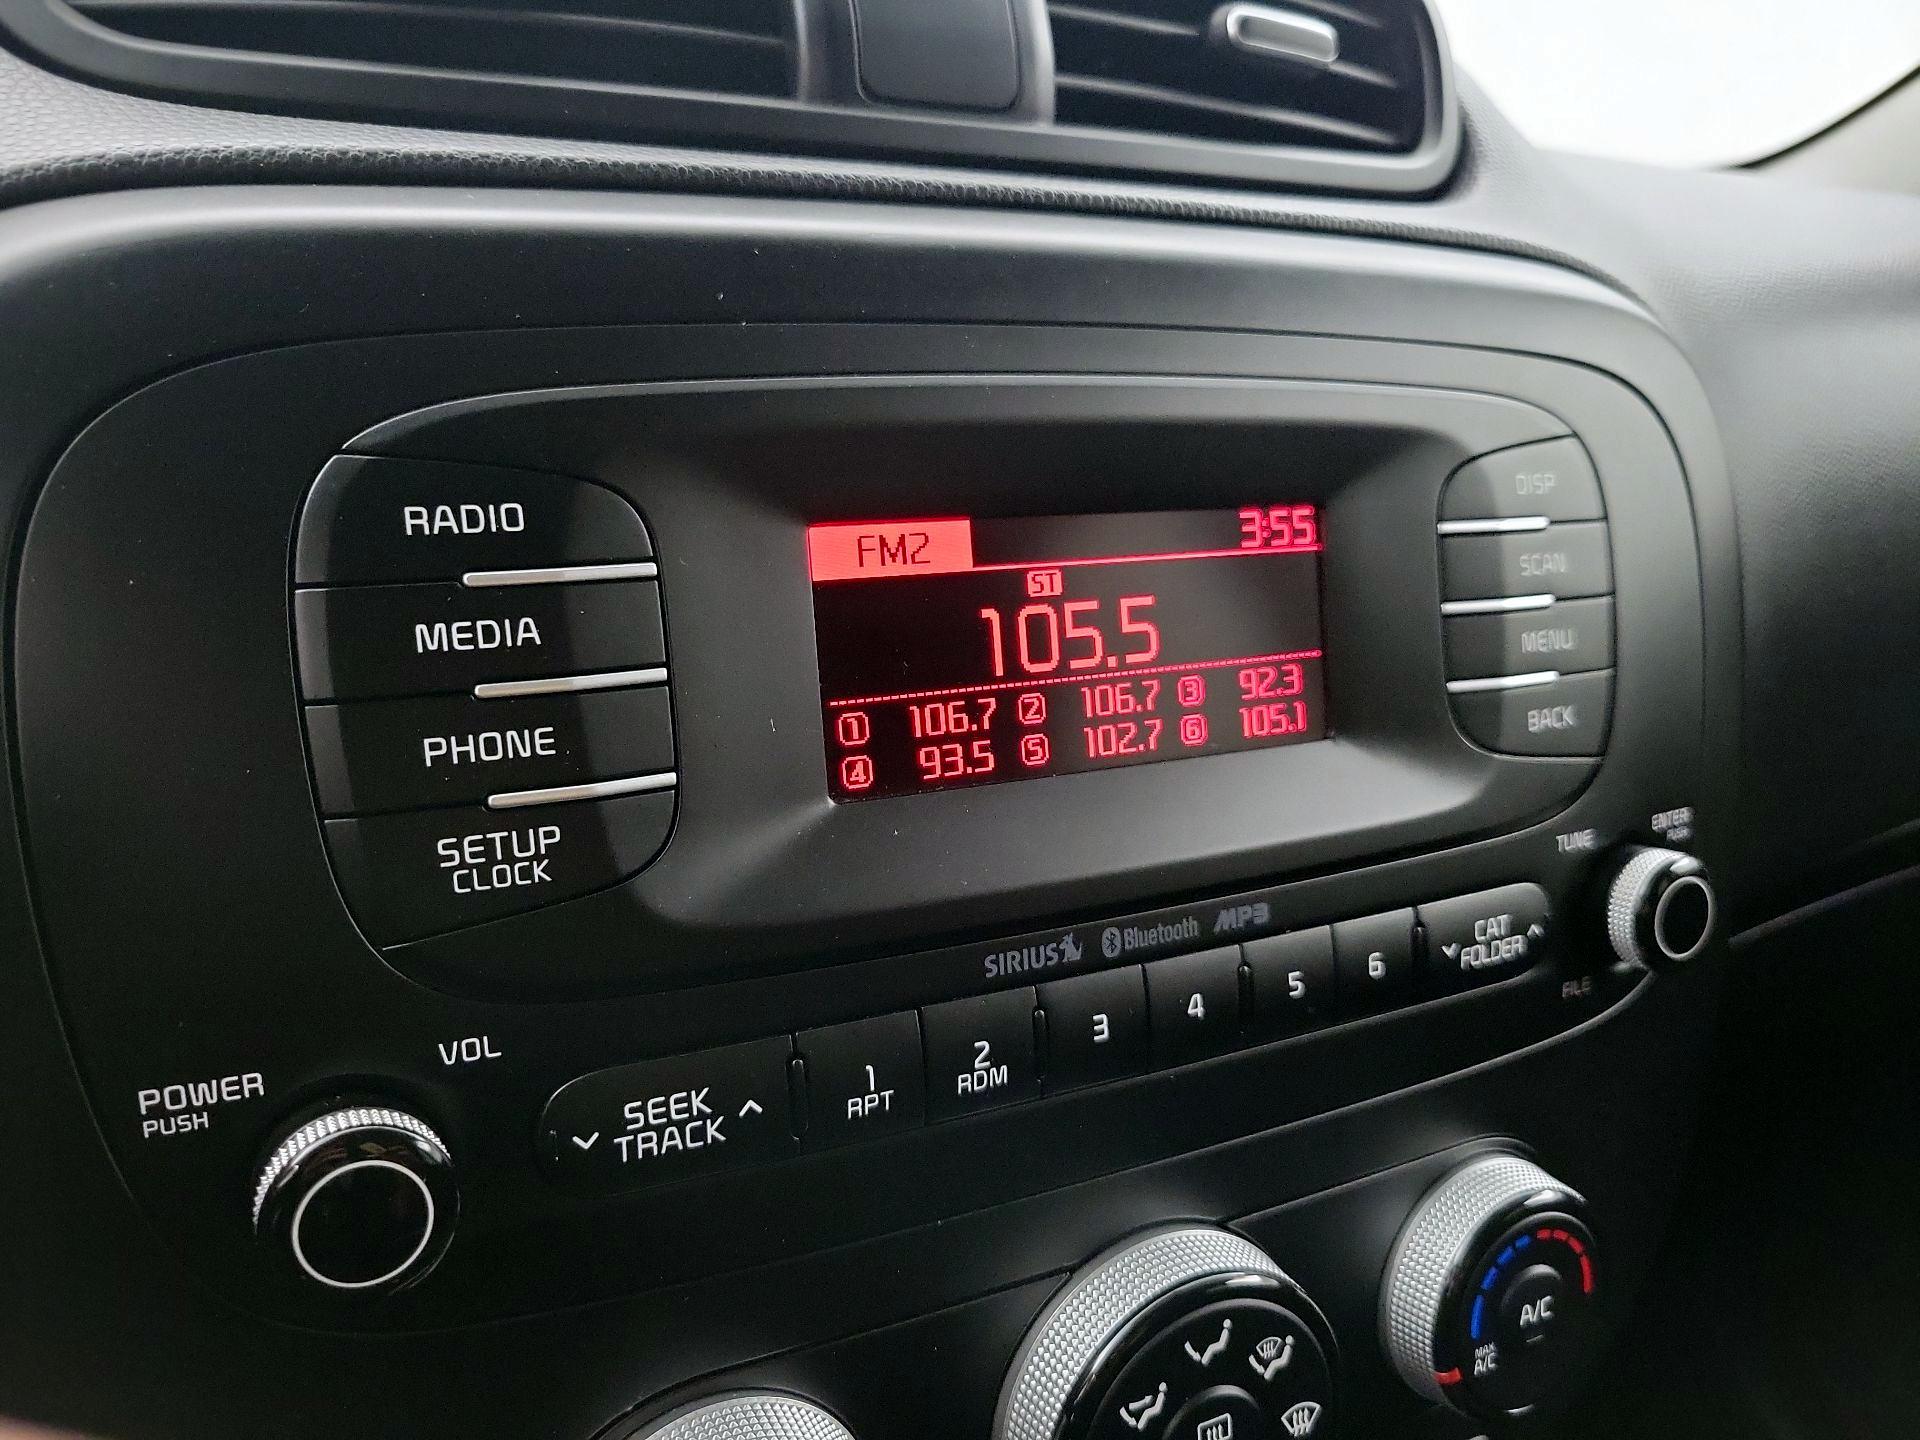 RADIO
MEDIA
PHONE
SETUP
CLOCK
FM2 3:55
ST
105.5
1 106.7 2 106.7 3 92.3
4 93.5 5 102.7 6 105.1
DISP
SCAN
MENU
BACK
SIRIUS Bluetooth MP3
TUNE
ENTER
PUSH
FILE
POWER
PUSH
VOL
SEEK
TRACK
1
RPT
2
RDM
3
4
5
6
CAT
FOLDER
A/C
MAX
A/C